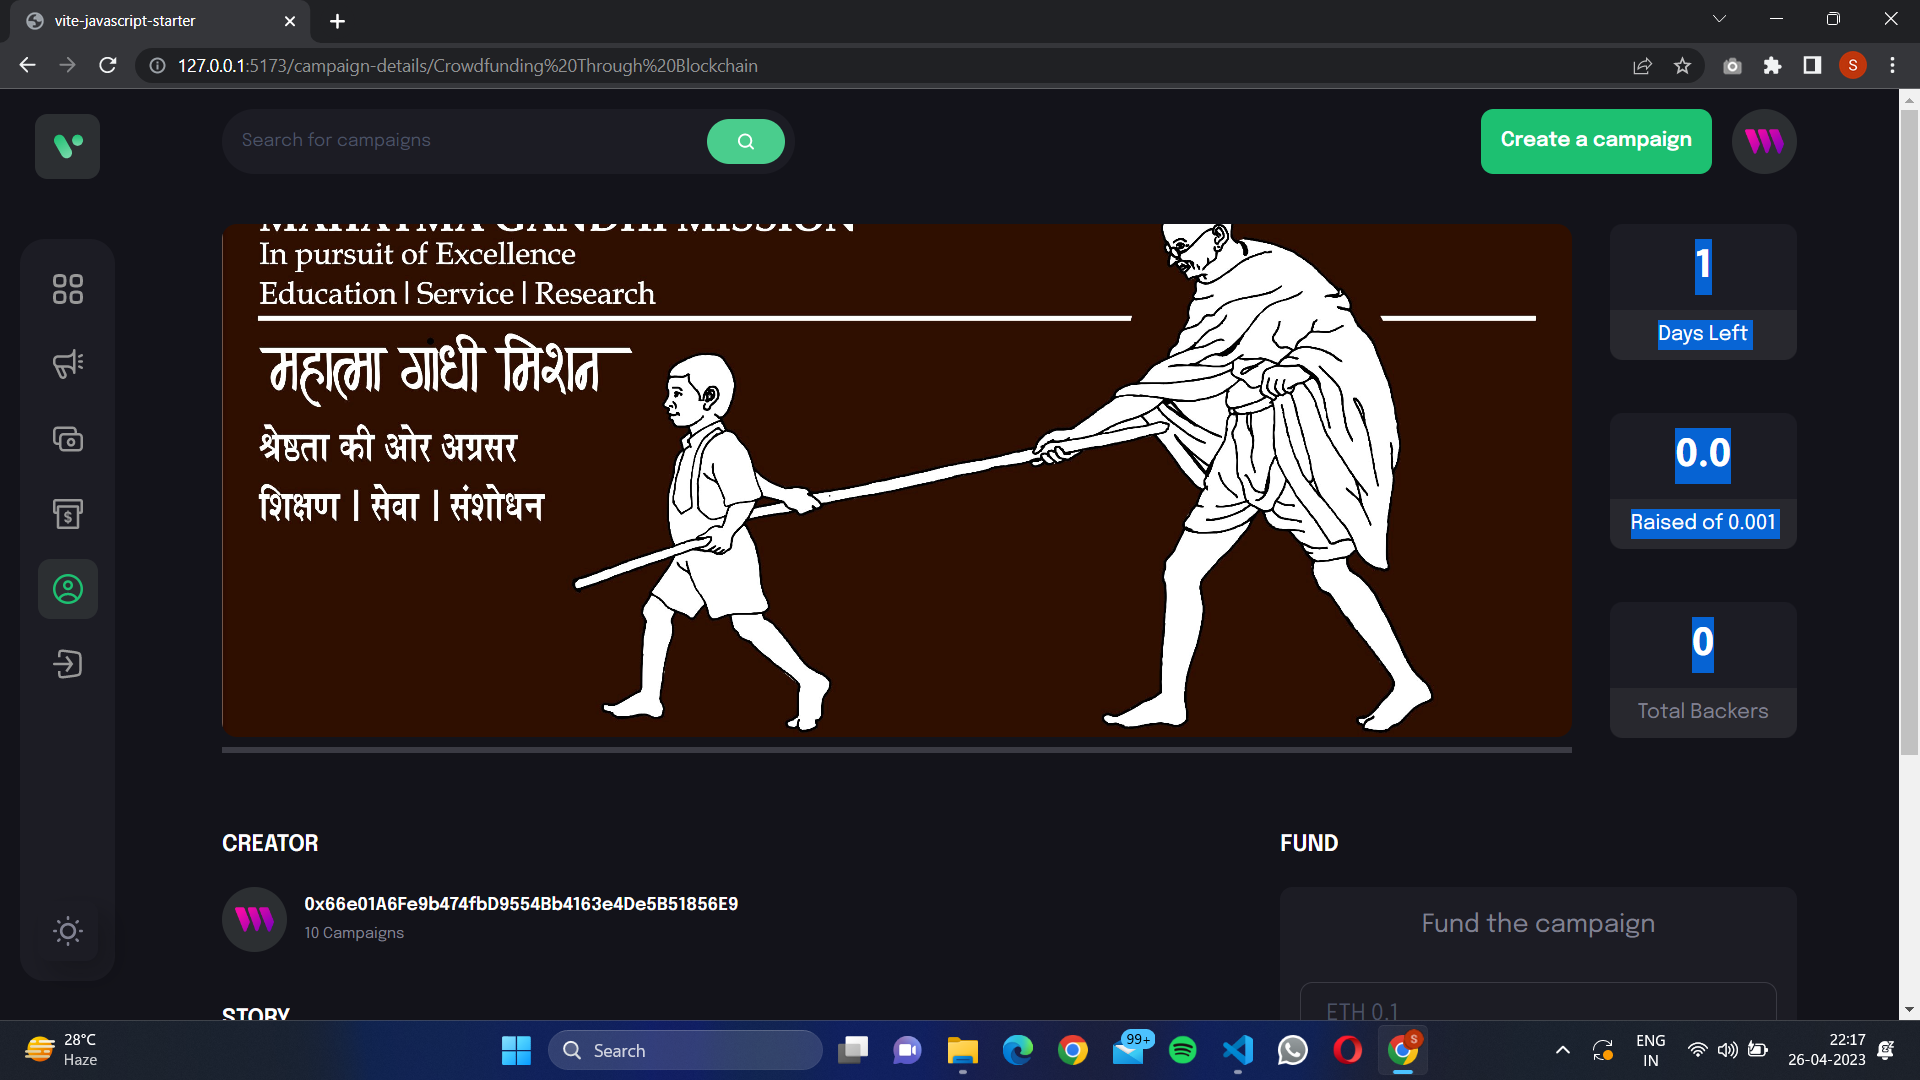 vite-javascript-starter
127.0.0.1:5173/campaign-details/Crowdfunding%20Through%20Blockchain
S
Search for campaigns
Create a campaign
MAHATMA GANDHI MISSION
In pursuit of Excellence
Education | Service | Research
महात्मा गांधी मिशन
श्रेष्ठता की ओर अग्रसर
शिक्षण | सेवा | संशोधन
1
Days Left
0.0
Raised of 0.001
0
Total Backers
CREATOR
0x66e01A6Fe9b474fbD9554Bb4163e4De5B51856E9
10 Campaigns
STORY
FUND
Fund the campaign
ETH 0.1
28°C
Haze
Search
99+
S
ENG
IN
22:17
26-04-2023